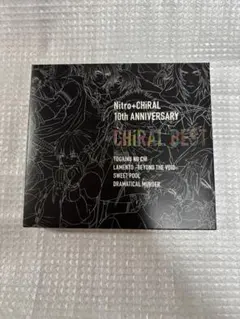 Nitro+CHiRAL
10th ANNIVERSARY
CHiRAL BEST
TOGAINU NO CHI
LAMENTO -BEYOND THE VOID-
SWEET POOL
DRAMATICAL MURDER